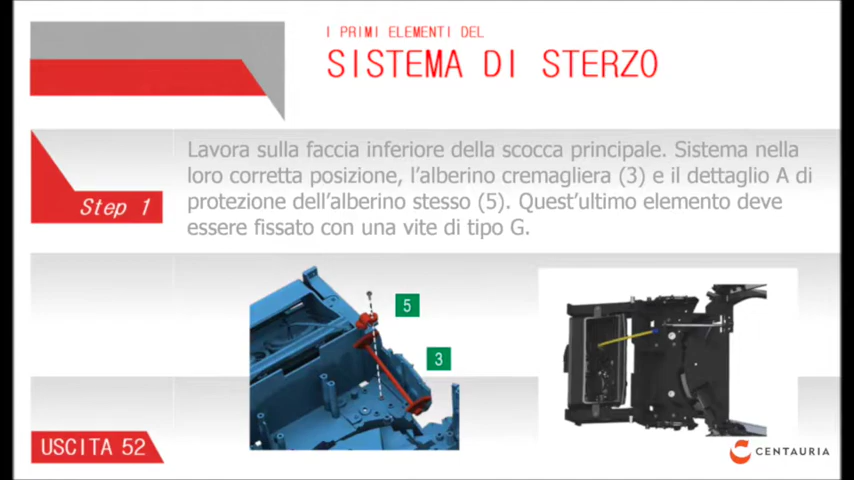 I PRIMI ELEMENTI DEL
SISTEMA DI STERZO
Lavora sulla faccia inferiore della scocca principale. Sistema nella
loro corretta posizione, l'alberino cremagliera (3) e il dettaglio A di
protezione dell'alberino stesso (5). Quest'ultimo elemento deve
essere fissato con una vite di tipo G.
Step 1
5
3
USCITA 52
CENTAURIA